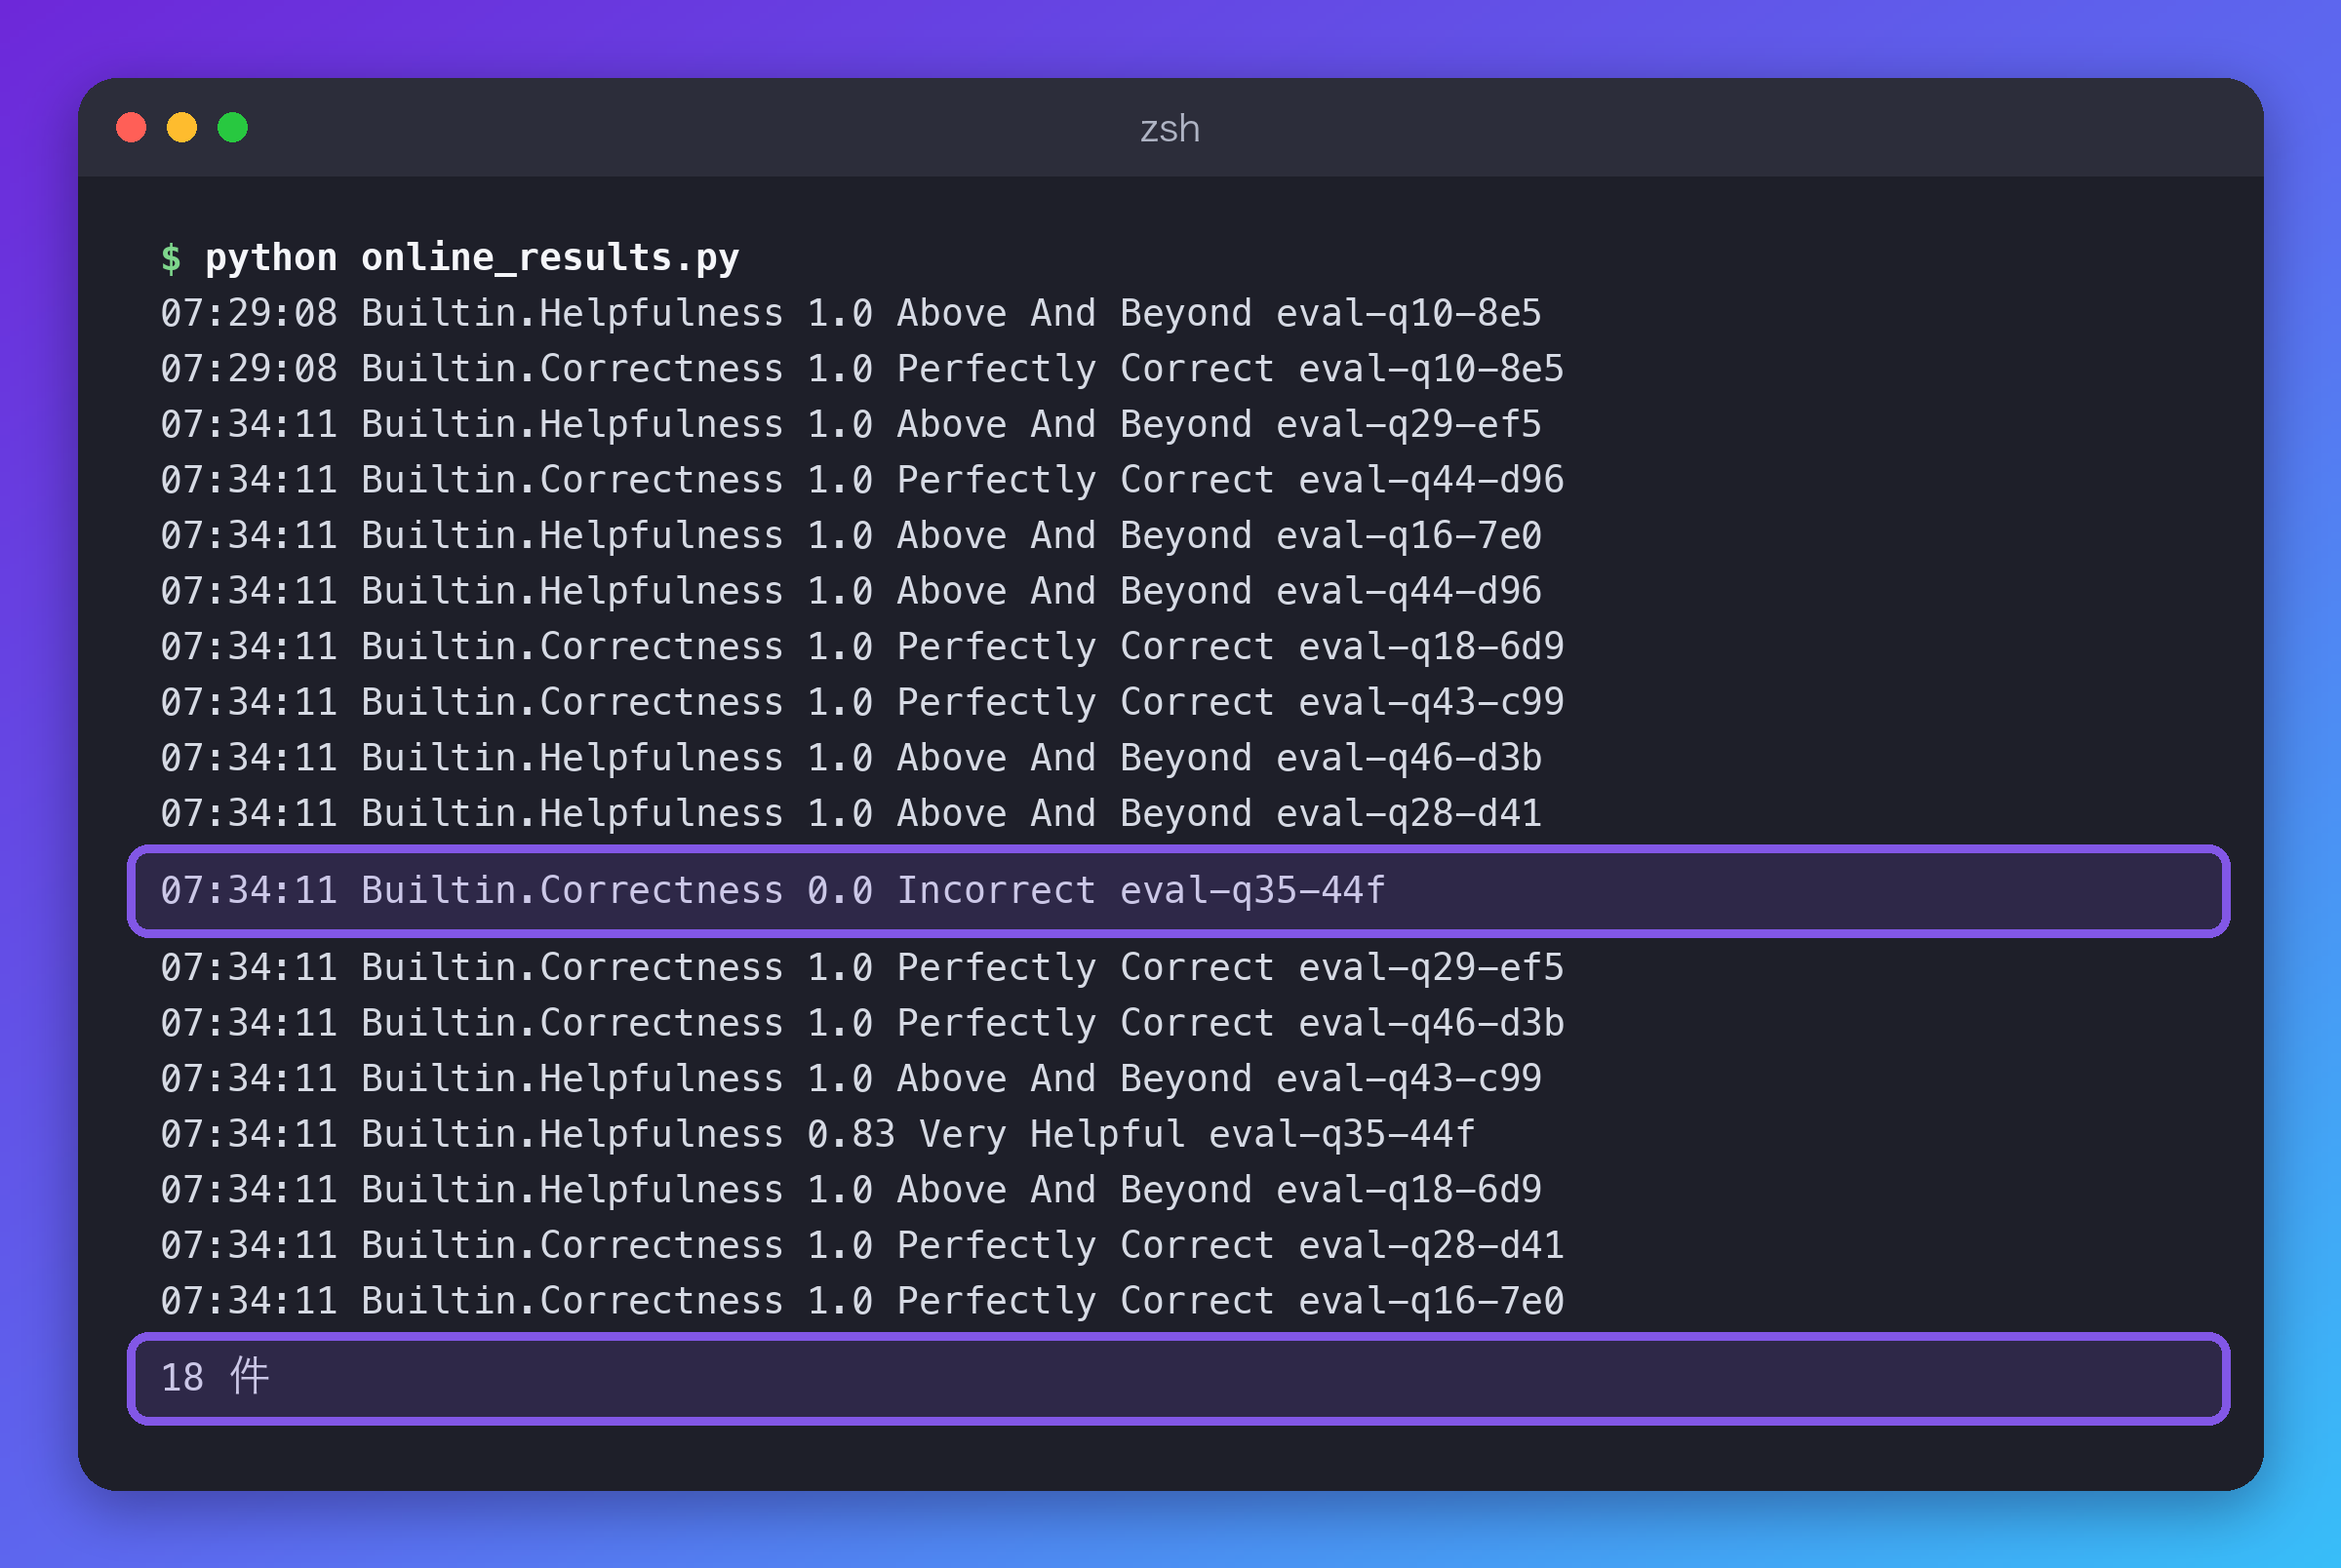 zsh
$ python online_results.py
07:29:08 Builtin.Helpfulness 1.0 Above And Beyond eval-q10-8e5
07:29:08 Builtin.Correctness 1.0 Perfectly Correct eval-q10-8e5
07:34:11 Builtin.Helpfulness 1.0 Above And Beyond eval-q29-ef5
07:34:11 Builtin.Correctness 1.0 Perfectly Correct eval-q44-d96
07:34:11 Builtin.Helpfulness 1.0 Above And Beyond eval-q16-7e0
07:34:11 Builtin.Helpfulness 1.0 Above And Beyond eval-q44-d96
07:34:11 Builtin.Correctness 1.0 Perfectly Correct eval-q18-6d9
07:34:11 Builtin.Correctness 1.0 Perfectly Correct eval-q43-c99
07:34:11 Builtin.Helpfulness 1.0 Above And Beyond eval-q46-d3b
07:34:11 Builtin.Helpfulness 1.0 Above And Beyond eval-q28-d41
07:34:11 Builtin.Correctness 0.0 Incorrect eval-q35-44f
07:34:11 Builtin.Correctness 1.0 Perfectly Correct eval-q29-ef5
07:34:11 Builtin.Correctness 1.0 Perfectly Correct eval-q46-d3b
07:34:11 Builtin.Helpfulness 1.0 Above And Beyond eval-q43-c99
07:34:11 Builtin.Helpfulness 0.83 Very Helpful eval-q35-44f
07:34:11 Builtin.Helpfulness 1.0 Above And Beyond eval-q18-6d9
07:34:11 Builtin.Correctness 1.0 Perfectly Correct eval-q28-d41
07:34:11 Builtin.Correctness 1.0 Perfectly Correct eval-q16-7e0
18 件